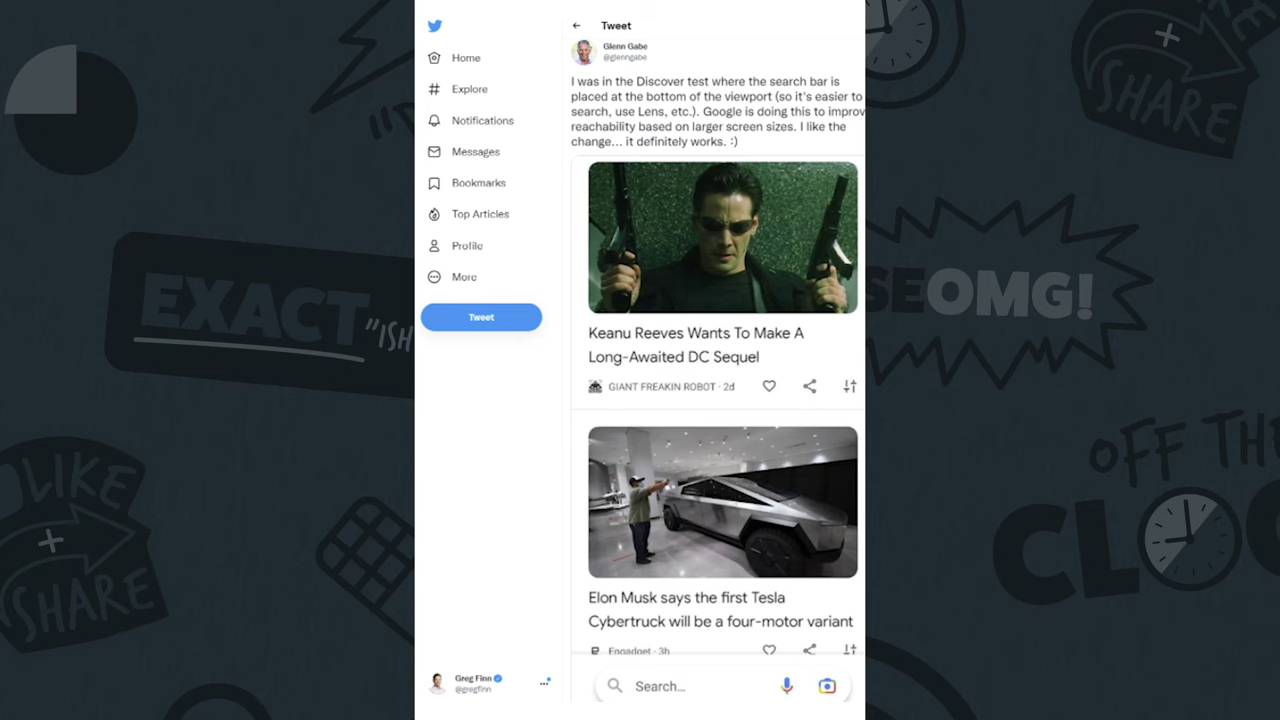 Tweet
Home
Explore
Notifications
Messages
Bookmarks
Top Articles
Profile
More
Tweet
Greg Finn
@gregfinn
Glenn Gabe
@glenngabe
I was in the Discover test where the search bar is
placed at the bottom of the viewport (so it's easier to
search, use Lens, etc.). Google is doing this to improv
reachability based on larger screen sizes. I like the
change... it definitely works. :)
Keanu Reeves Wants To Make A
Long-Awaited DC Sequel
GIANT FREAKIN ROBOT · 2d
Elon Musk says the first Tesla
Cybertruck will be a four-motor variant
Engadget · 3h
Search...
EXACT
"ISH
LIKE
SHARE
SHARE
SEOMG!
OFF THE
CLOC